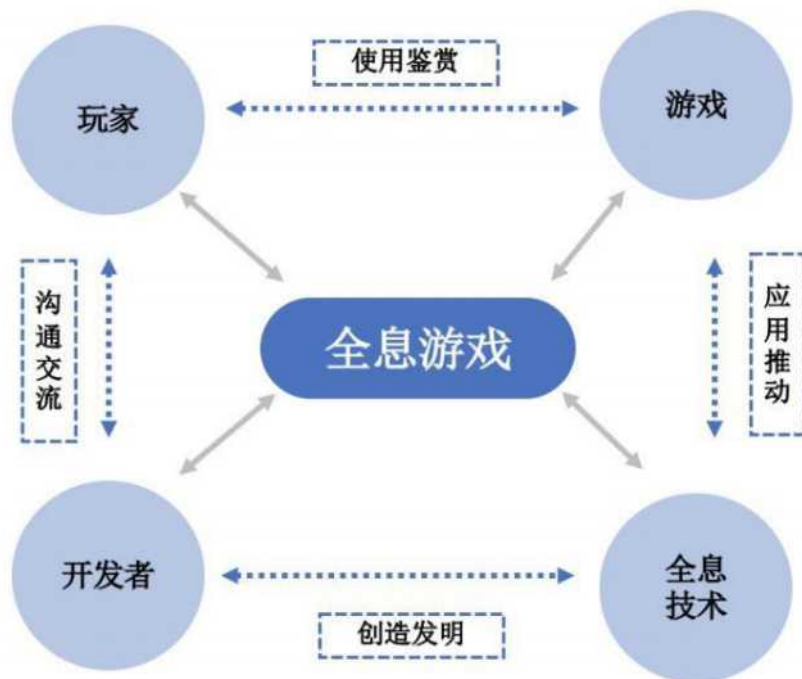 使用鉴赏
玩家
游戏
沟通交流
全息游戏
应用推动
开发者
全息
技术
创造发明